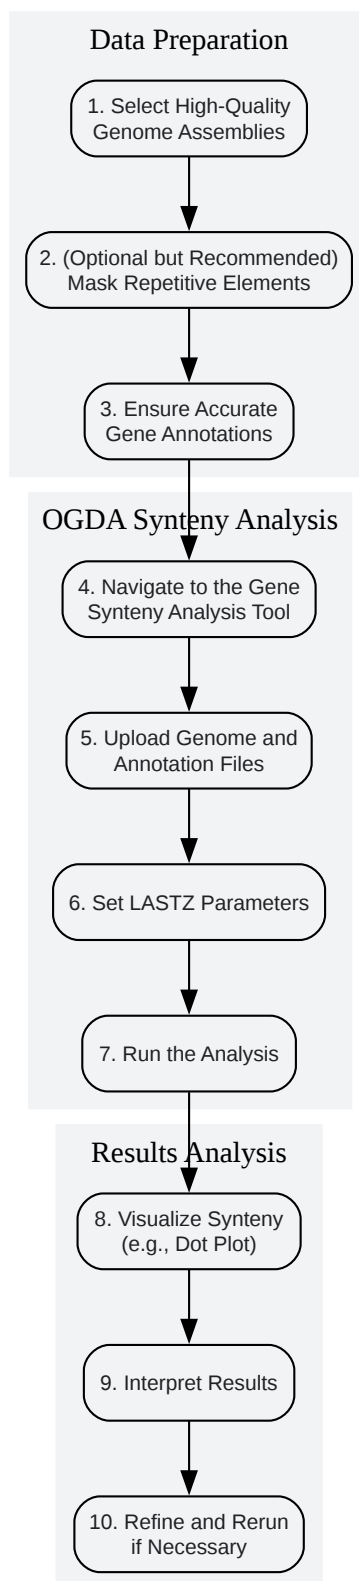 Data Preparation
1. Select High-Quality
Genome Assemblies
2. (Optional but Recommended)
Mask Repetitive Elements
3. Ensure Accurate
Gene Annotations
OGDA Synteny Analysis
4. Navigate to the Gene
Synteny Analysis Tool
5. Upload Genome and
Annotation Files
6. Set LASTZ Parameters
7. Run the Analysis
Results Analysis
8. Visualize Synteny
(e.g., Dot Plot)
9. Interpret Results
10. Refine and Rerun
if Necessary